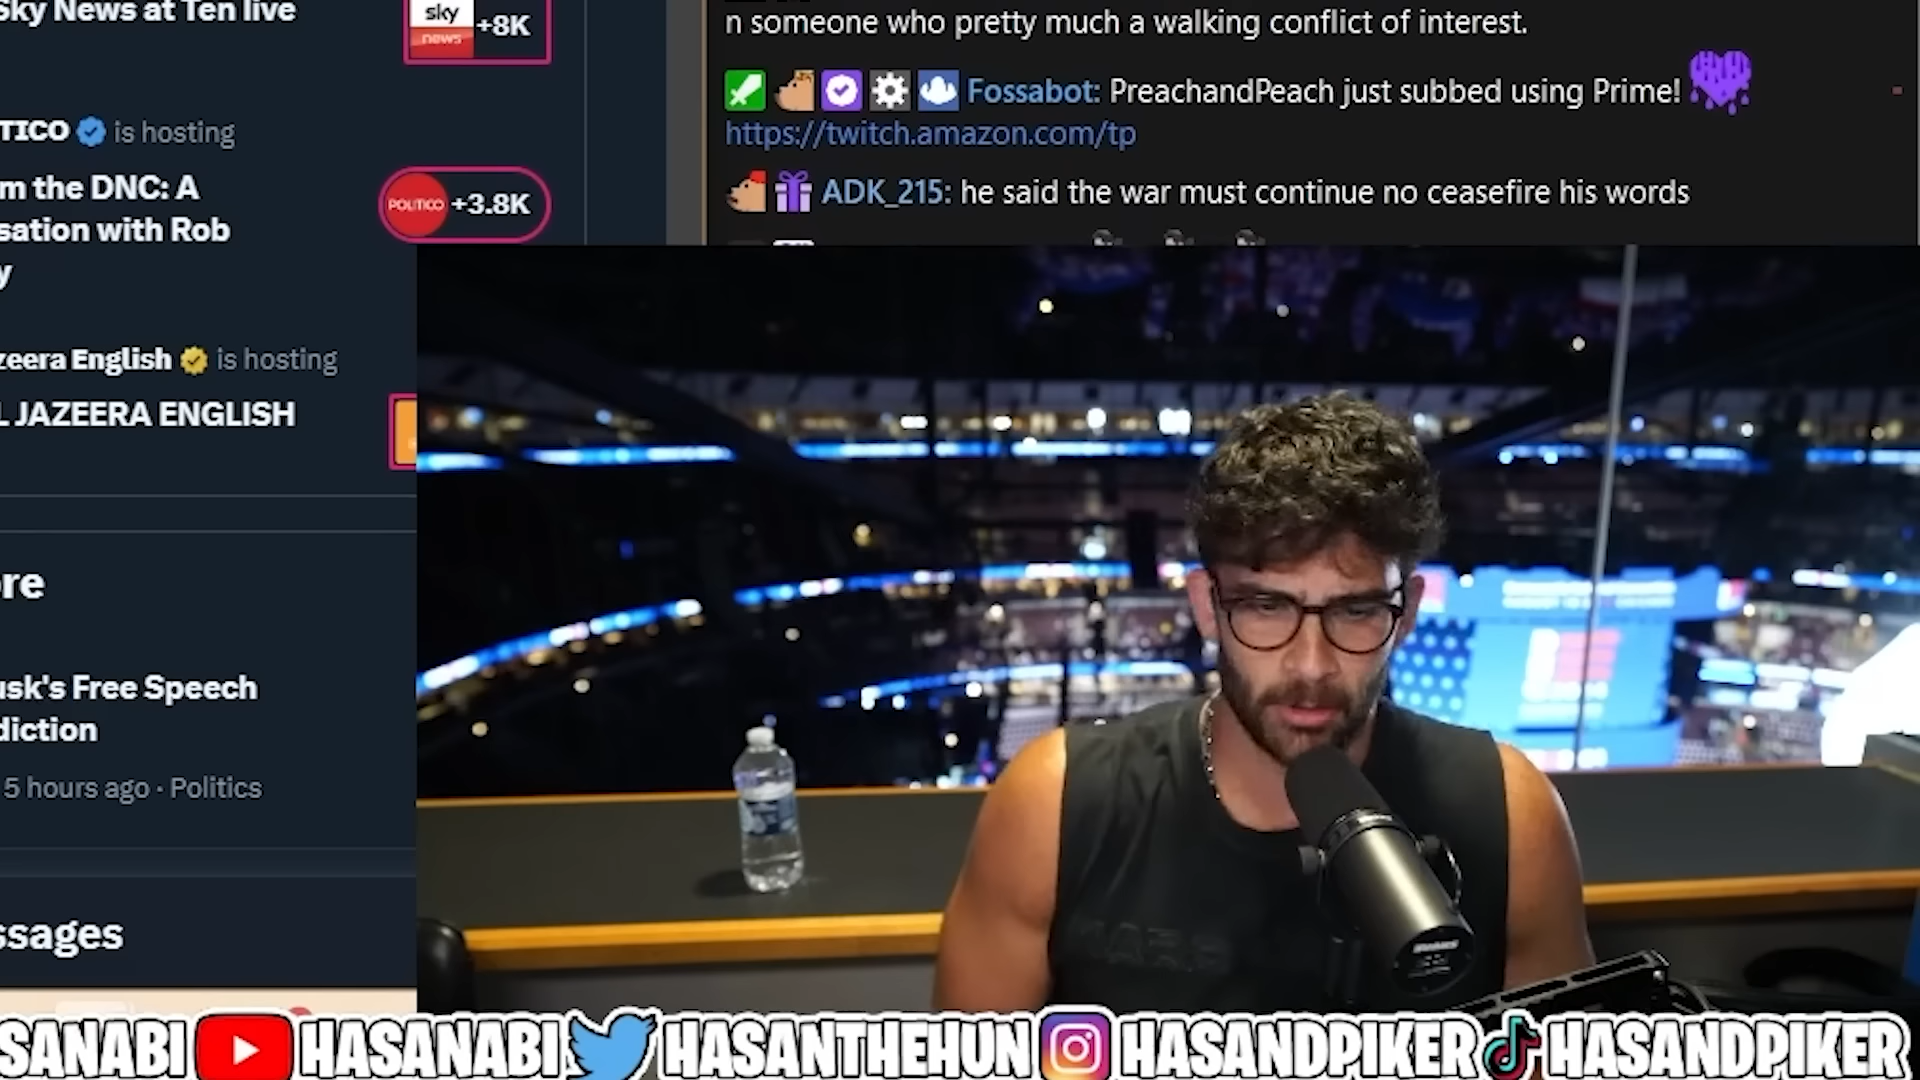 Sky News at Ten live
sky
news
+8K
TICO is hosting
m the DNC: A
sation with Rob
y
POLITICO
+3.8K
zeera English is hosting
L JAZEERA ENGLISH
re
usk's Free Speech
diction
5 hours ago · Politics
ssages
n someone who pretty much a walking conflict of interest.
Fossabot: PreachandPeach just subbed using Prime!
https://twitch.amazon.com/tp
ADK_215: he said the war must continue no ceasefire his words
SANABI HASANABI HASANTHEHUN HASANDPIKER HASANDPIKER